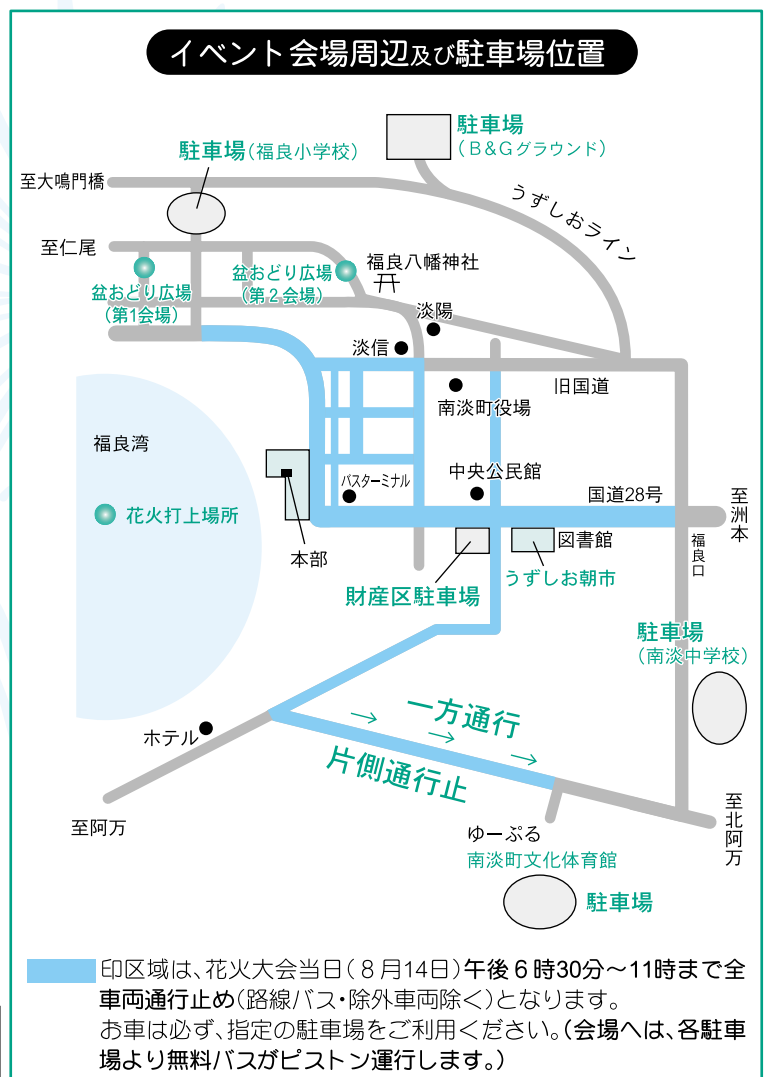 イベント会場周辺及び駐車場位置
駐車場
(B&Gグラウンド)
駐車場(福良小学校)
至大鳴門橋
うずしおライン
至仁尾
福良八幡神社
盆おどり広場
(第1会場)
盆おどり広場
(第2会場)
淡陽
淡信
旧国道
南淡町役場
福良湾
中央公民館
バスターミナル
国道28号
至洲本
花火打上場所
本部
図書館
福良口
うずしお朝市
財産区駐車場
駐車場
(南淡中学校)
一方通行
片側通行止
ホテル
至阿万
至北阿万
ゆーぷる
南淡町文化体育館
駐車場
印区域は、花火大会当日(8月14日)午後6時30分〜11時まで全
車両通行止め(路線バス・除外車両除く)となります。
お車は必ず、指定の駐車場をご利用ください。(会場へは、各駐車
場より無料バスがピストン運行します。)